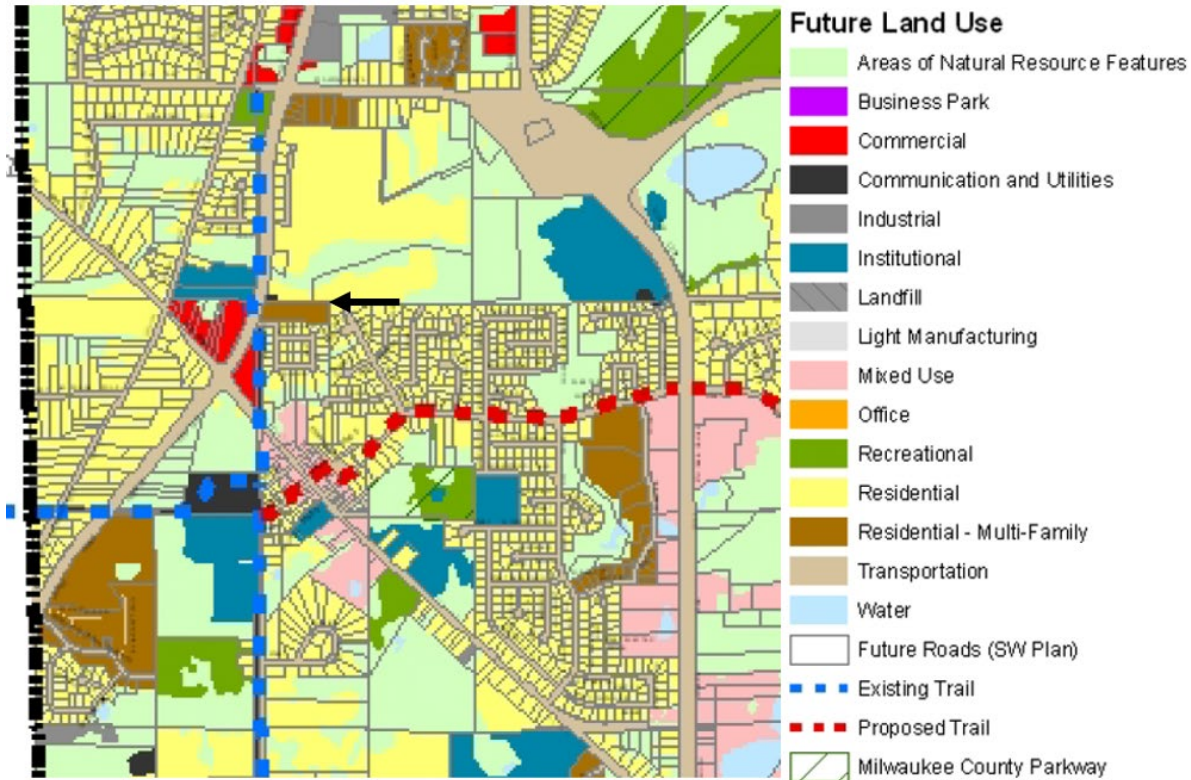 Future Land Use
Areas of Natural Resource Features
Business Park
Commercial
Communication and Utilities
Industrial
Institutional
Landfill
Light Manufacturing
Mixed Use
Office
Recreational
Residential
Residential - Multi-Family
Transportation
Water
Future Roads (SW Plan)
Existing Trail
Proposed Trail
Milwaukee County Parkway